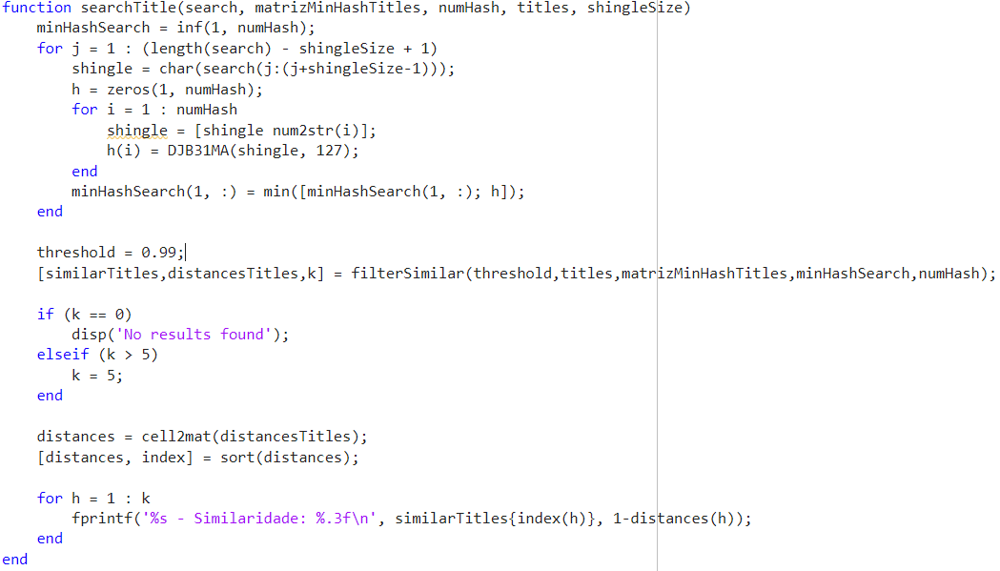 function searchTitle(search, matrizMinHashTitles, numHash, titles, shingleSize)
    minHashSearch = inf(1, numHash);
    for j = 1 : (length(search) - shingleSize + 1)
        shingle = char(search(j:(j+shingleSize-1)));
        h = zeros(1, numHash);
        for i = 1 : numHash
            shingle = [shingle num2str(i)];
            h(i) = DJB31MA(shingle, 127);
        end
        minHashSearch(1, :) = min([minHashSearch(1, :); h]);
    end

    threshold = 0.99;
    [similarTitles,distancesTitles,k] = filterSimilar(threshold,titles,matrizMinHashTitles,minHashSearch,numHash);

    if (k == 0)
        disp('No results found');
    elseif (k > 5)
        k = 5;
    end

    distances = cell2mat(distancesTitles);
    [distances, index] = sort(distances);

    for h = 1 : k
        fprintf('%s - Similaridade: %.3f\n', similarTitles{index(h)}, 1-distances(h));
    end
end